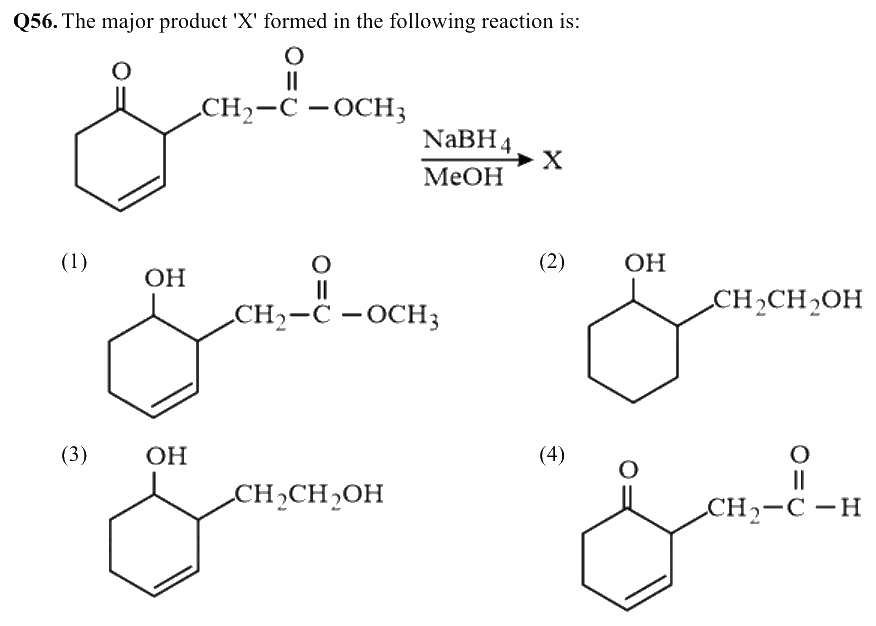 Q56. The major product 'X' formed in the following reaction is:
O
O
CH2–C–OCH3
NaBH4
X
MeOH
(1)
OH
O
CH2–C–OCH3
(2)
OH
CH2CH2OH
(3)
OH
CH2CH2OH
(4)
O
O
CH2–C–H